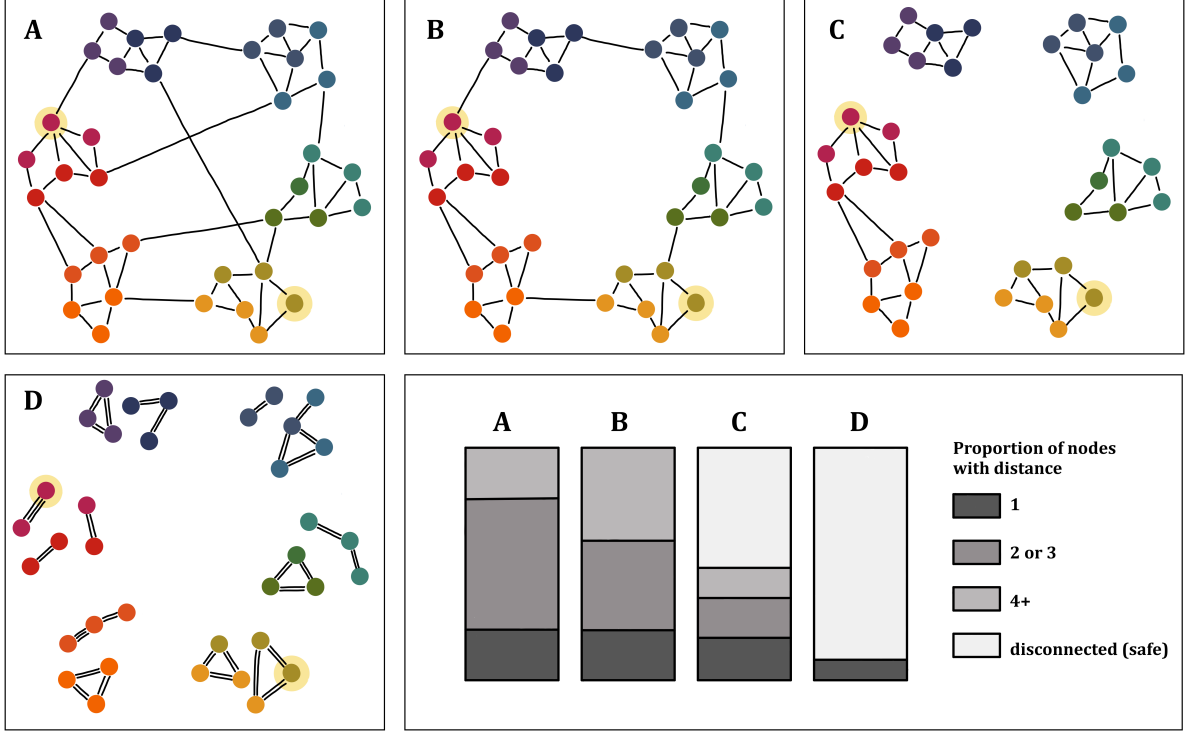 A
B
C
D
A
B
C
D
Proportion of nodes
with distance
1
2 or 3
4+
disconnected (safe)